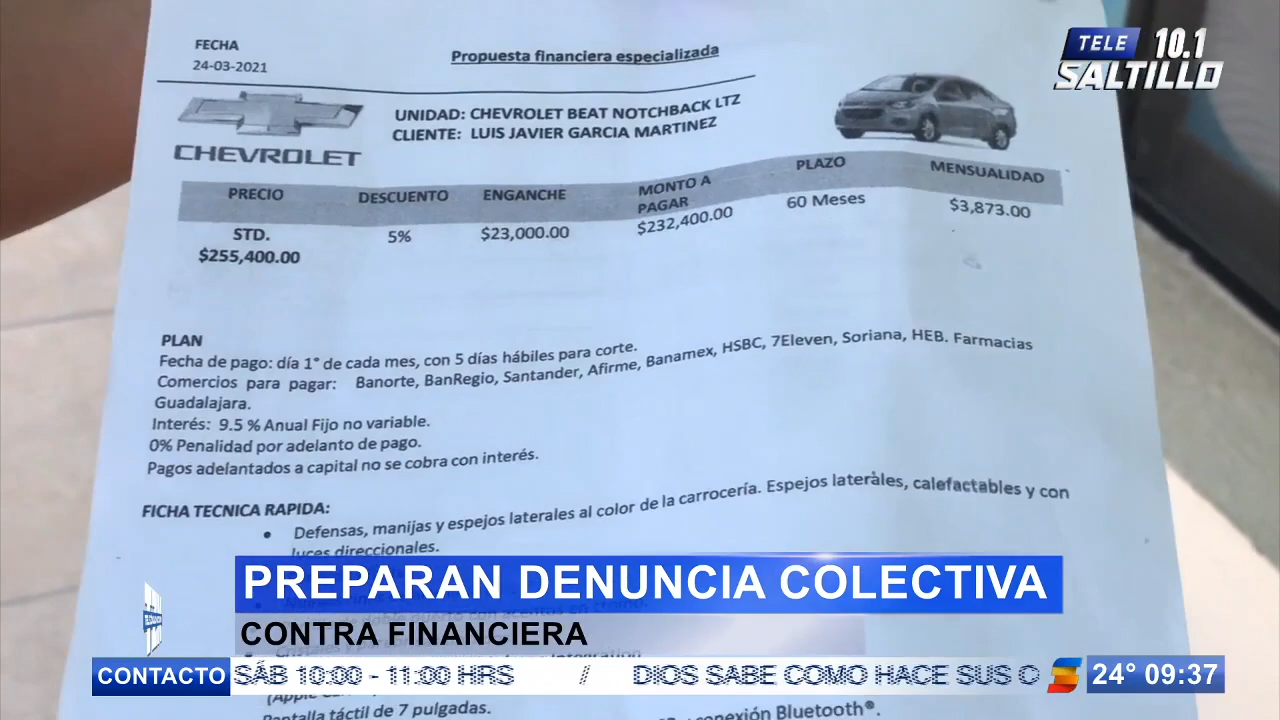 FECHA
24-03-2021
Propuesta financiera especializada
TELE 10.1
SALTILLO
CHEVROLET
UNIDAD: CHEVROLET BEAT NOTCHBACK LTZ
CLIENTE: LUIS JAVIER GARCIA MARTINEZ
PRECIO DESCUENTO ENGANCHE MONTO A PAGAR PLAZO MENSUALIDAD
STD. $255,400.00 5% $23,000.00 $232,400.00 60 Meses $3,873.00
PLAN
Fecha de pago: día 1° de cada mes, con 5 días hábiles para corte.
Comercios para pagar: Banorte, BanRegio, Santander, Afirme, Banamex, HSBC, 7Eleven, Soriana, HEB. Farmacias
Guadalajara.
Interés: 9.5 % Anual Fijo no variable.
0% Penalidad por adelanto de pago.
Pagos adelantados a capital no se cobra con interés.
FICHA TECNICA RAPIDA:
• Defensas, manijas y espejos laterales al color de la carrocería. Espejos laterales, calefactables y con
luces direccionales.
PREPARAN DENUNCIA COLECTIVA
CONTRA FINANCIERA
CONTACTO SÁB 10:00 - 11:00 HRS / DIOS SABE COMO HACE SUS C 24° 09:37
(Apple
Pantalla táctil de 7 pulgadas.
conexión Bluetooth®.